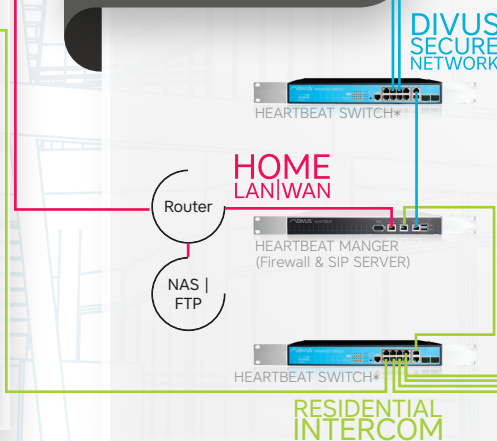 DIVUS
SECURE
NETWORK
HEARTBEAT SWITCH*
HOME
LAN|WAN
Router
HEARTBEAT MANGER
(Firewall & SIP SERVER)
NAS |
FTP
HEARTBEAT SWITCH*
RESIDENTIAL
INTERCOM